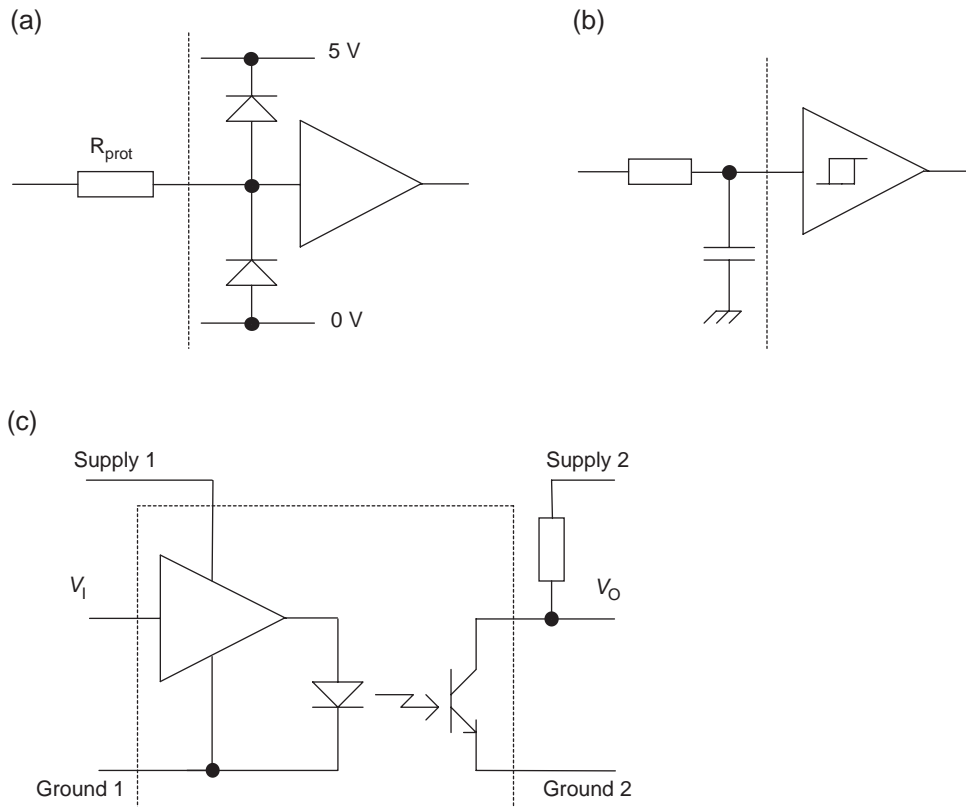 (a)
5 V
R_prot
0 V
(b)
(c)
Supply 1
Supply 2
V_I
V_O
Ground 1
Ground 2